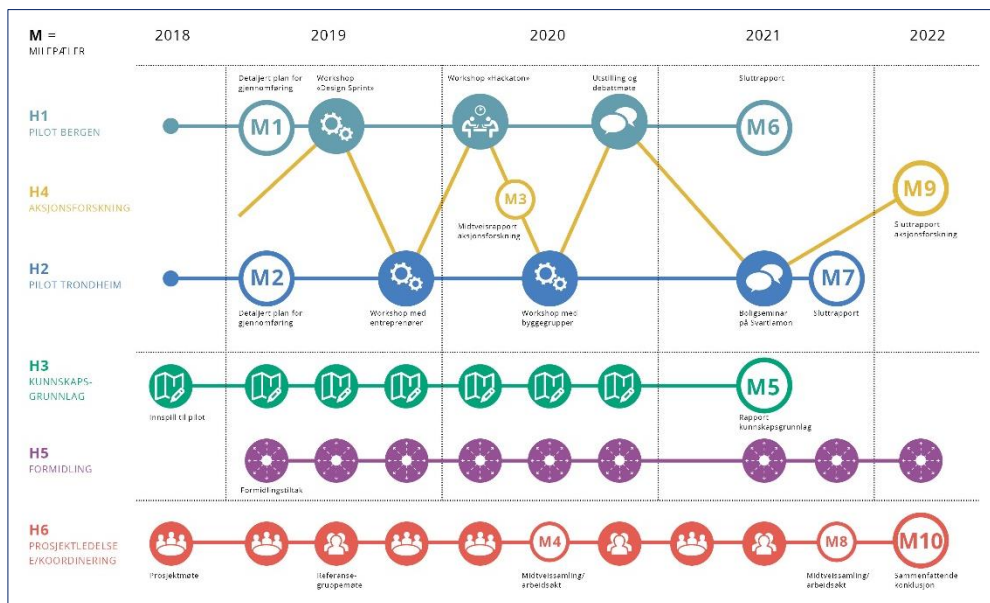 M =
MILEPÆLER
2018
2019
2020
2021
2022
Detaljert plan for
gjennomføring
Workshop
«Design Sprint»
Workshop «Hackaton»
Utstilling og
debattmøte
Sluttrapport
H1
PILOT BERGEN
M1
M6
H4
AKSJONSFORSKNING
M3
Midtveisrapport
aksjonsforskning
M9
Sluttrapport
aksjonsforskning
H2
PILOT TRONDHEIM
M2
M7
Detaljert plan for
gjennomføring
Workshop med
entreprenører
Workshop med
byggegrupper
Boligseminar
på Svartlamon
Sluttrapport
H3
KUNNSKAPS-
GRUNNLAG
M5
Innspill til pilot
Rapport
kunnskapsgrunnlag
H5
FORMIDLING
Formidlingstiltak
H6
PROSJEKTLEDELSE
E/KOORDINERING
M4
M8
M10
Prosjektmøte
Referanse-
gruppemøte
Midtveissamling/
arbeidsøkt
Midtveissamling/
arbeidsøkt
Sammenfattende
konklusjon